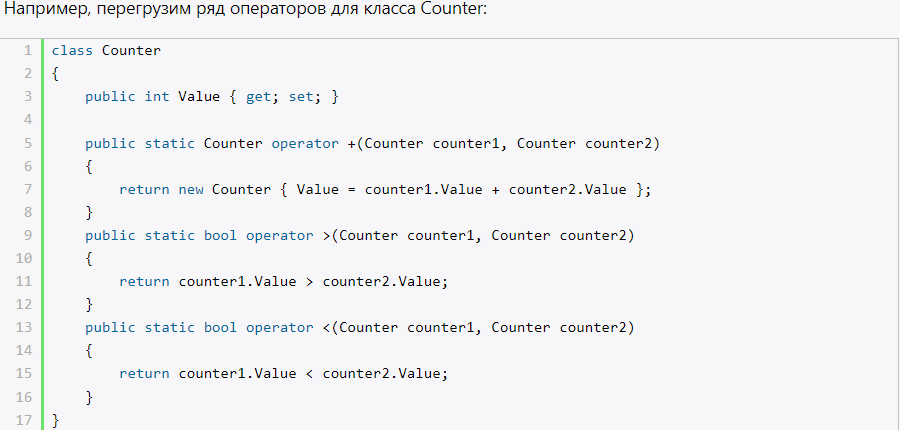 Например, перегрузим ряд операторов для класса Counter:
1 class Counter
2 {
3     public int Value { get; set; }
4
5     public static Counter operator +(Counter counter1, Counter counter2)
6     {
7         return new Counter { Value = counter1.Value + counter2.Value };
8     }
9     public static bool operator >(Counter counter1, Counter counter2)
10     {
11         return counter1.Value > counter2.Value;
12     }
13     public static bool operator <(Counter counter1, Counter counter2)
14     {
15         return counter1.Value < counter2.Value;
16     }
17 }